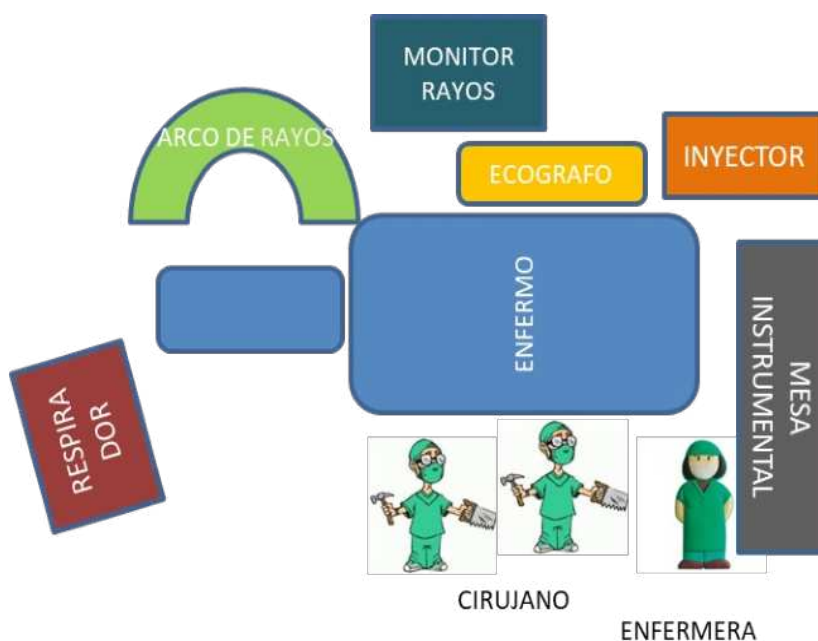 MONITOR
RAYOS
ARCO DE RAYOS
ECOGRAFO
INYECTOR
ENFERMO
MESA
INSTRUMENTAL
RESPIRA
DOR
CIRUJANO
ENFERMERA